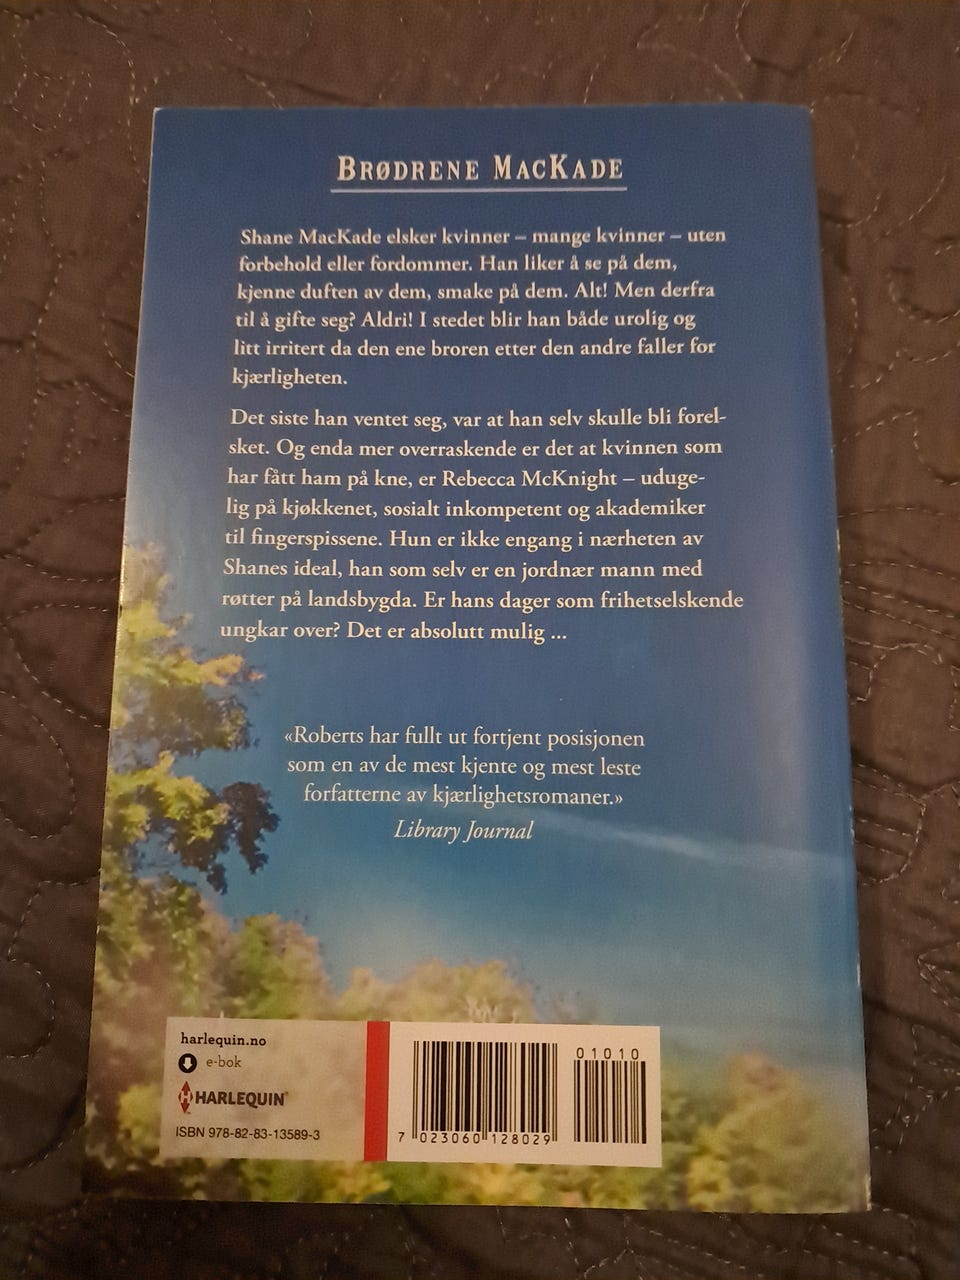 BRØDRENE MACKADE
Shane MacKade elsker kvinner – mange kvinner – uten
forbehold eller fordommer. Han liker å se på dem,
kjenne duften av dem, smake på dem. Alt! Men derfra
til å gifte seg? Aldri! I stedet blir han både urolig og
litt irritert da den ene broren etter den andre faller for
kjærligheten.
Det siste han ventet seg, var at han selv skulle bli forel-
sket. Og enda mer overraskende er det at kvinnen som
har fått ham på kne, er Rebecca McKnight – uduge-
lig på kjøkkenet, sosialt inkompetent og akademiker
til fingerspissene. Hun er ikke engang i nærheten av
Shanes ideal, han som selv er en jordnær mann med
røtter på landsbygda. Er hans dager som frihetselskende
ungkar over? Det er absolutt mulig ...
«Roberts har fullt ut fortjent posisjonen
som en av de mest kjente og mest leste
forfatterne av kjærlighetsromaner.»
Library Journal
harlequin.no
e-bok
HARLEQUIN
ISBN 978-82-83-13589-3
01010
7 023060 128029